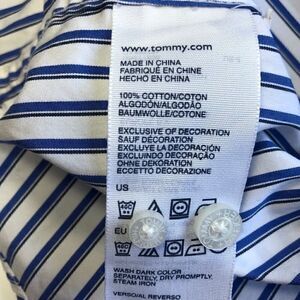 www.tommy.com
MADE IN CHINA
FABRIQUÉ EN CHINE
HECHO EN CHINA
100% COTTON/COTON
ALGODÓN/ALGODÃO
BAUMWOLLE/COTONE
EXCLUSIVE OF DECORATION
SAUF DÉCORATION
EXCLUYE LA DECORACIÓN
EXCLUINDO DECORAÇÃO
OHNE DEKORATION
ECCETTO DECORAZIONE
US
EU
WASH DARK COLOR
SEPARATELY, DRY PROMPTLY,
STEAM IRON
VERSO/REVERSO